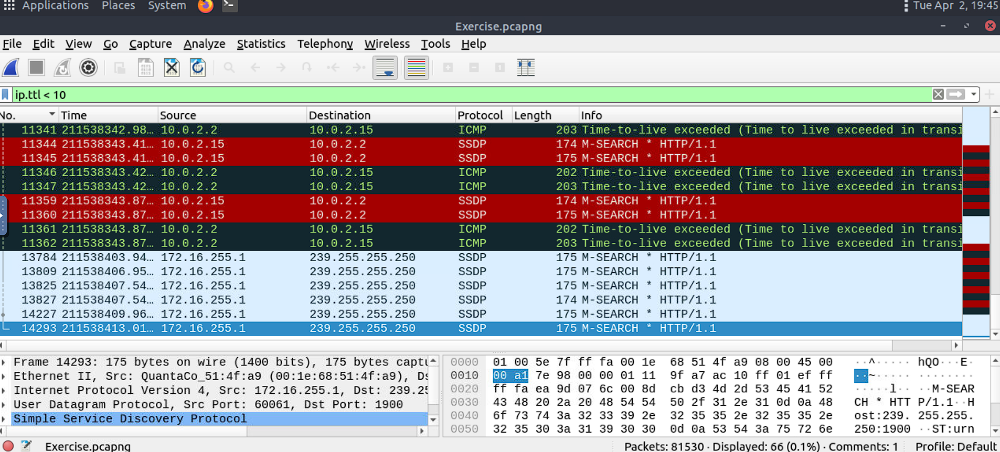 Applications Places System Tue Apr 2, 19:45
Exercise.pcapng
File Edit View Go Capture Analyze Statistics Telephony Wireless Tools Help
ip.ttl < 10
No. Time Source Destination Protocol Length Info
11341 211538342.98… 10.0.2.2 10.0.2.15 ICMP 203 Time-to-live exceeded (Time to live exceeded in transi
11344 211538343.41… 10.0.2.15 10.0.2.2 SSDP 174 M-SEARCH * HTTP/1.1
11345 211538343.41… 10.0.2.15 10.0.2.2 SSDP 175 M-SEARCH * HTTP/1.1
11346 211538343.42… 10.0.2.2 10.0.2.15 ICMP 202 Time-to-live exceeded (Time to live exceeded in transi
11347 211538343.42… 10.0.2.2 10.0.2.15 ICMP 203 Time-to-live exceeded (Time to live exceeded in transi
11359 211538343.87… 10.0.2.15 10.0.2.2 SSDP 174 M-SEARCH * HTTP/1.1
11360 211538343.87… 10.0.2.15 10.0.2.2 SSDP 175 M-SEARCH * HTTP/1.1
11361 211538343.87… 10.0.2.2 10.0.2.15 ICMP 202 Time-to-live exceeded (Time to live exceeded in transi
11362 211538343.87… 10.0.2.2 10.0.2.15 ICMP 203 Time-to-live exceeded (Time to live exceeded in transi
13784 211538403.94… 172.16.255.1 239.255.255.250 SSDP 175 M-SEARCH * HTTP/1.1
13809 211538406.95… 172.16.255.1 239.255.255.250 SSDP 175 M-SEARCH * HTTP/1.1
13825 211538407.54… 172.16.255.1 239.255.255.250 SSDP 175 M-SEARCH * HTTP/1.1
13827 211538407.54… 172.16.255.1 239.255.255.250 SSDP 174 M-SEARCH * HTTP/1.1
14227 211538409.96… 172.16.255.1 239.255.255.250 SSDP 175 M-SEARCH * HTTP/1.1
14293 211538413.01… 172.16.255.1 239.255.255.250 SSDP 175 M-SEARCH * HTTP/1.1
Frame 14293: 175 bytes on wire (1400 bits), 175 bytes captu
Ethernet II, Src: QuantaCo_51:4f:a9 (00:1e:68:51:4f:a9), Ds
Internet Protocol Version 4, Src: 172.16.255.1, Dst: 239.25
User Datagram Protocol, Src Port: 60061, Dst Port: 1900
Simple Service Discovery Protocol
0000 01 00 5e 7f ff fa 00 1e 68 51 4f a9 08 00 45 00 ··^····· hQO···E·
0010 00 a1 7e 98 00 00 01 11 9f a7 ac 10 ff 01 ef ff ··~····· ········
0020 ff fa ea 9d 07 6c 00 8d cb d3 4d 2d 53 45 41 52 ·····l·· ··M-SEAR
0030 43 48 20 2a 20 48 54 54 50 2f 31 2e 31 0d 0a 48 CH * HTT P/1.1··H
0040 6f 73 74 3a 32 33 39 2e 32 35 35 2e 32 35 35 2e ost:239. 255.255.
0050 32 35 30 3a 31 39 30 30 0d 0a 53 54 3a 75 72 6e 250:1900 ··ST:urn
Exercise.pcapng Packets: 81530 · Displayed: 66 (0.1%) · Comments: 1 Profile: Default